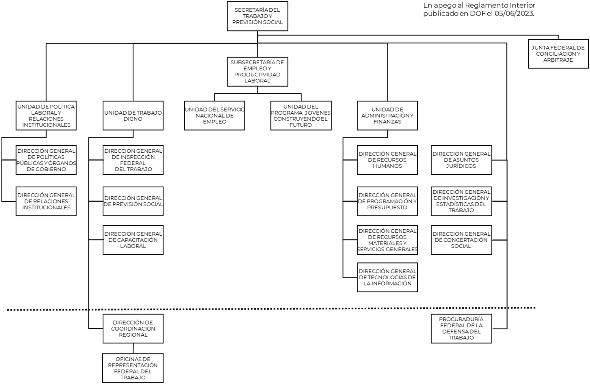 SECRETARÍA DEL
TRABAJO Y
PREVISIÓN SOCIAL
En apego al Reglamento Interior
publicado en DOF el 05/06/2023.
JUNTA FEDERAL DE
CONCILIACIÓN Y
ARBITRAJE
SUBSECRETARÍA DE
EMPLEO Y
PRODUCTIVIDAD
LABORAL
UNIDAD DE POLÍTICA
LABORAL Y
RELACIONES
INSTITUCIONALES
UNIDAD DE TRABAJO
DIGNO
UNIDAD DEL SERVICIO
NACIONAL DE
EMPLEO
UNIDAD DEL
PROGRAMA JÓVENES
CONSTRUYENDO EL
FUTURO
UNIDAD DE
ADMINISTRACIÓN Y
FINANZAS
DIRECCIÓN GENERAL
DE POLÍTICAS
PÚBLICAS Y ÓRGANOS
DE GOBIERNO
DIRECCIÓN GENERAL
DE INSPECCIÓN
FEDERAL
DEL TRABAJO
DIRECCIÓN GENERAL
DE RECURSOS
HUMANOS
DIRECCIÓN GENERAL
DE ASUNTOS
JURÍDICOS
DIRECCIÓN GENERAL
DE RELACIONES
INSTITUCIONALES
DIRECCIÓN GENERAL
DE PREVISIÓN SOCIAL
DIRECCIÓN GENERAL
DE PROGRAMACIÓN Y
PRESUPUESTO
DIRECCIÓN GENERAL
DE INVESTIGACIÓN Y
ESTADÍSTICAS DEL
TRABAJO
DIRECCIÓN GENERAL
DE CAPACITACIÓN
LABORAL
DIRECCIÓN GENERAL
DE RECURSOS
MATERIALES Y
SERVICIOS GENERALES
DIRECCIÓN GENERAL
DE CONCERTACIÓN
SOCIAL
DIRECCIÓN GENERAL
DE TECNOLOGÍAS DE
LA INFORMACIÓN
DIRECCIÓN DE
COORDINACIÓN
REGIONAL
PROCURADURÍA
FEDERAL DE LA
DEFENSA DEL
TRABAJO
OFICINAS DE
REPRESENTACIÓN
FEDERAL DEL
TRABAJO